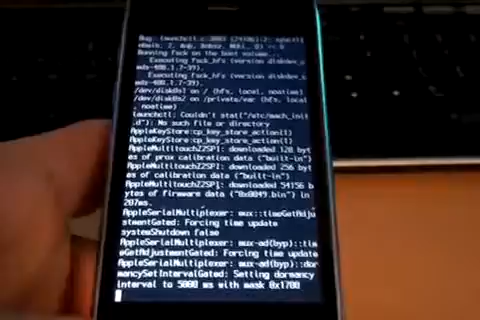 Bug: launchctl.c:3003 (24106):2: sysctl
Running fsck on the boot volume...
Executing fsck_hfs (version diskdev_c
mds-488.1.7~39).
Executing fsck_hfs (version diskdev_c
mds-488.1.7~39).
/dev/disk0s1 on / (hfs, local, noatime)
/dev/disk0s2 on /private/var (hfs, local
, noatime)
launchctl: Couldn't stat("/etc/mach_init
.d"): No such file or directory
AppleKeyStore:cp_key_store_action(1)
AppleKeyStore:cp_key_store_action(1)
AppleMultitouchZ2SPI: downloaded 128 byt
es of prox calibration data ("built-in")
AppleMultitouchZ2SPI: downloaded 256 byt
es of calibration data ("built-in")
AppleMultitouchZ2SPI: downloaded 54156 b
ytes of firmware data ("0x0049.bin") in
207ms.
AppleSerialMultiplexer: mux::timeGetAdju
stmentGated: Forcing time update
systemShutdown false
AppleSerialMultiplexer: mux-ad(byp)::tim
eGetAdjustmentGated: Forcing time update
AppleSerialMultiplexer: mux-ad(byp)::dor
mancySetIntervalGated: Setting dormancy
interval to 5000 ms with mask 0x1700